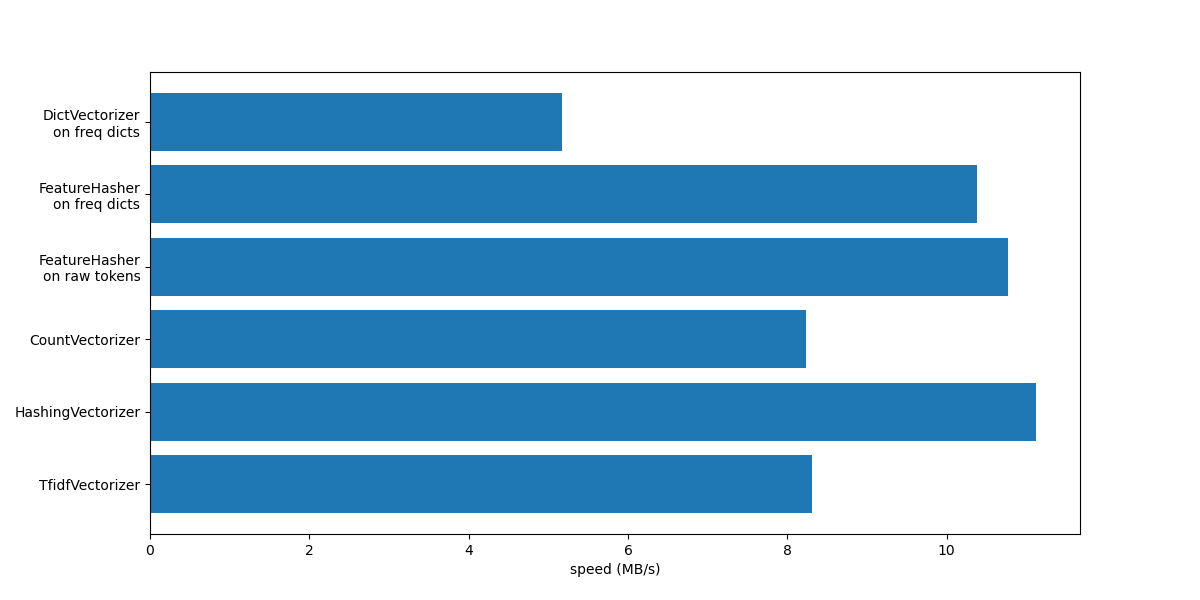 DictVectorizer
on freq dicts
FeatureHasher
on freq dicts
FeatureHasher
on raw tokens
CountVectorizer
HashingVectorizer
TfidfVectorizer
0 2 4 6 8 10
speed (MB/s)